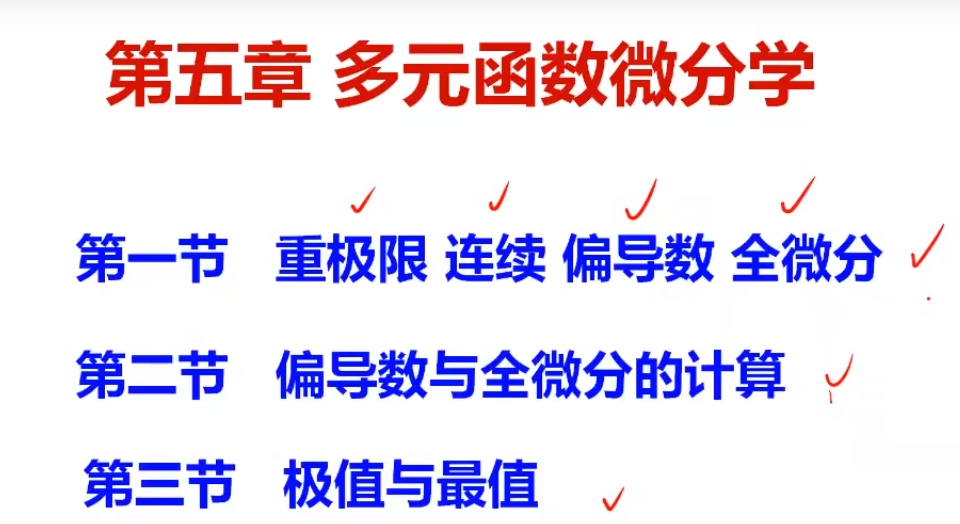 第五章 多元函数微分学
第一节 重极限 连续 偏导数 全微分
第二节 偏导数与全微分的计算
第三节 极值与最值